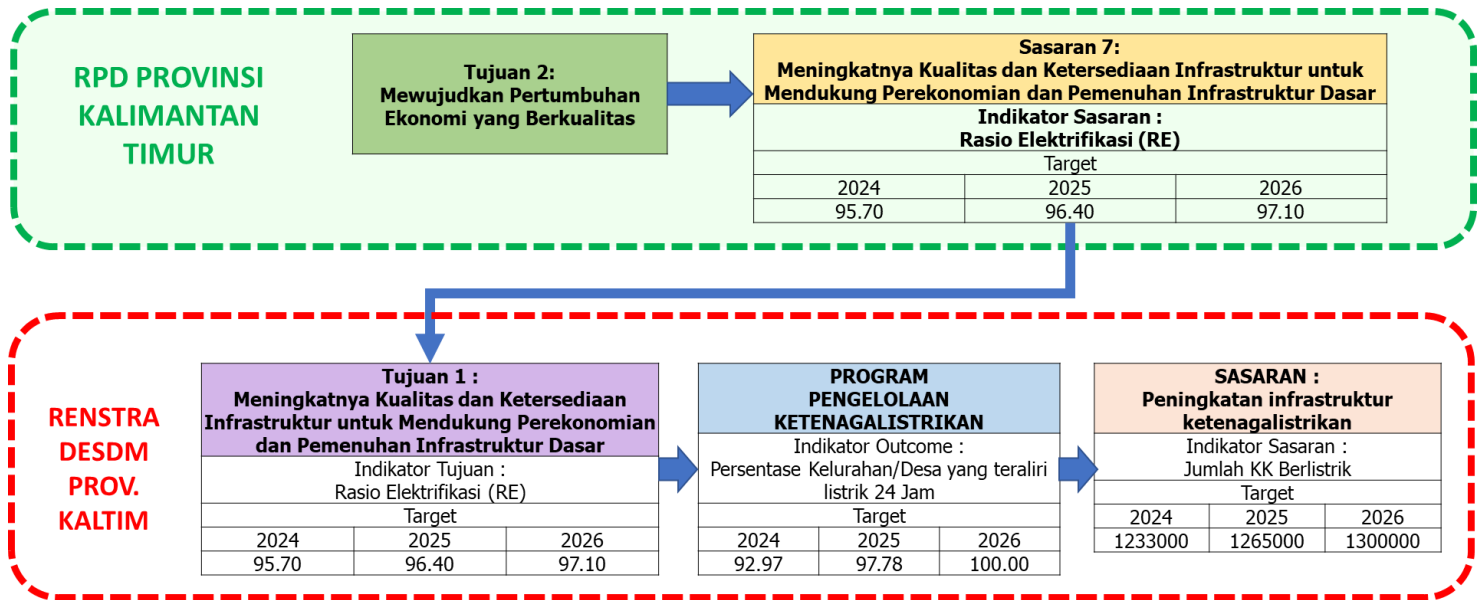 RPD PROVINSI
KALIMANTAN
TIMUR
Tujuan 2:
Mewujudkan Pertumbuhan
Ekonomi yang Berkualitas
Sasaran 7:
Meningkatnya Kualitas dan Ketersediaan Infrastruktur untuk
Mendukung Perekonomian dan Pemenuhan Infrastruktur Dasar
Indikator Sasaran :
Rasio Elektrifikasi (RE)
Target
2024 2025 2026
95.70 96.40 97.10
RENSTRA
DESDM
PROV.
KALTIM
Tujuan 1 :
Meningkatnya Kualitas dan Ketersediaan
Infrastruktur untuk Mendukung Perekonomian
dan Pemenuhan Infrastruktur Dasar
Indikator Tujuan :
Rasio Elektrifikasi (RE)
Target
2024 2025 2026
95.70 96.40 97.10
PROGRAM
PENGELOLAAN
KETENAGALISTRIKAN
Indikator Outcome :
Persentase Kelurahan/Desa yang teraliri
listrik 24 Jam
Target
2024 2025 2026
92.97 97.78 100.00
SASARAN :
Peningkatan infrastruktur
ketenagalistrikan
Indikator Sasaran :
Jumlah KK Berlistrik
Target
2024 2025 2026
1233000 1265000 1300000